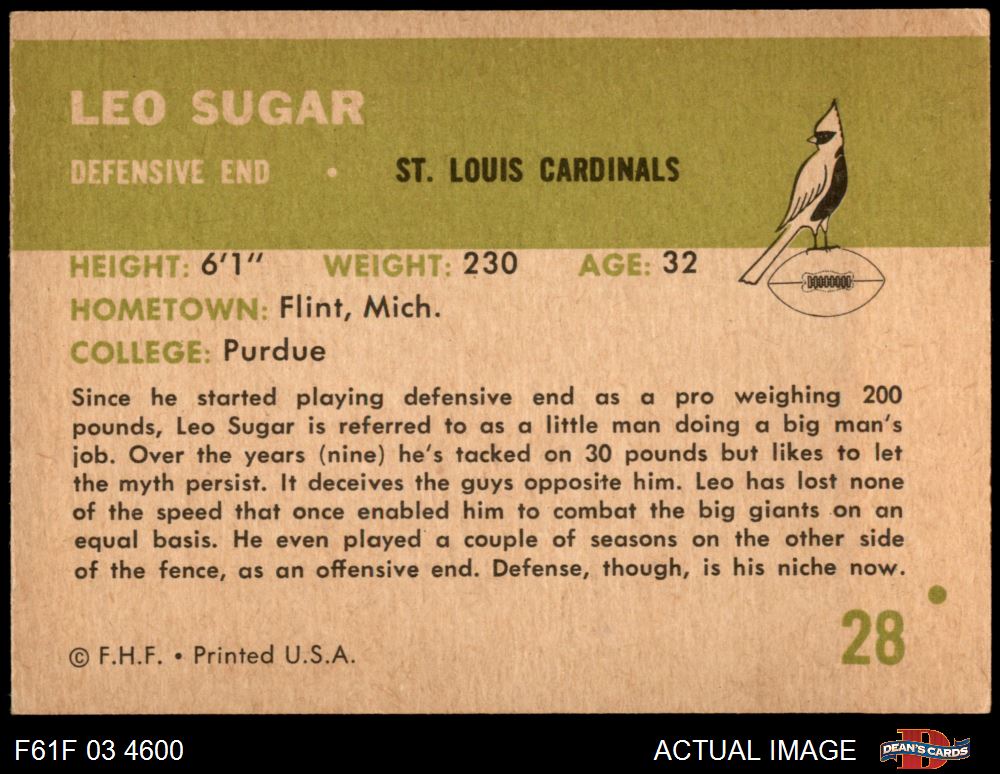 LEO SUGAR
DEFENSIVE END • ST. LOUIS CARDINALS
HEIGHT: 6'1" WEIGHT: 230 AGE: 32
HOMETOWN: Flint, Mich.
COLLEGE: Purdue
Since he started playing defensive end as a pro weighing 200
pounds, Leo Sugar is referred to as a little man doing a big man's
job. Over the years (nine) he's tacked on 30 pounds but likes to let
the myth persist. It deceives the guys opposite him. Leo has lost none
of the speed that once enabled him to combat the big giants on an
equal basis. He even played a couple of seasons on the other side
of the fence, as an offensive end. Defense, though, is his niche now.
28
© F.H.F. • Printed U.S.A.
F61F 03 4600
ACTUAL IMAGE
D
DEAN'S CARDS